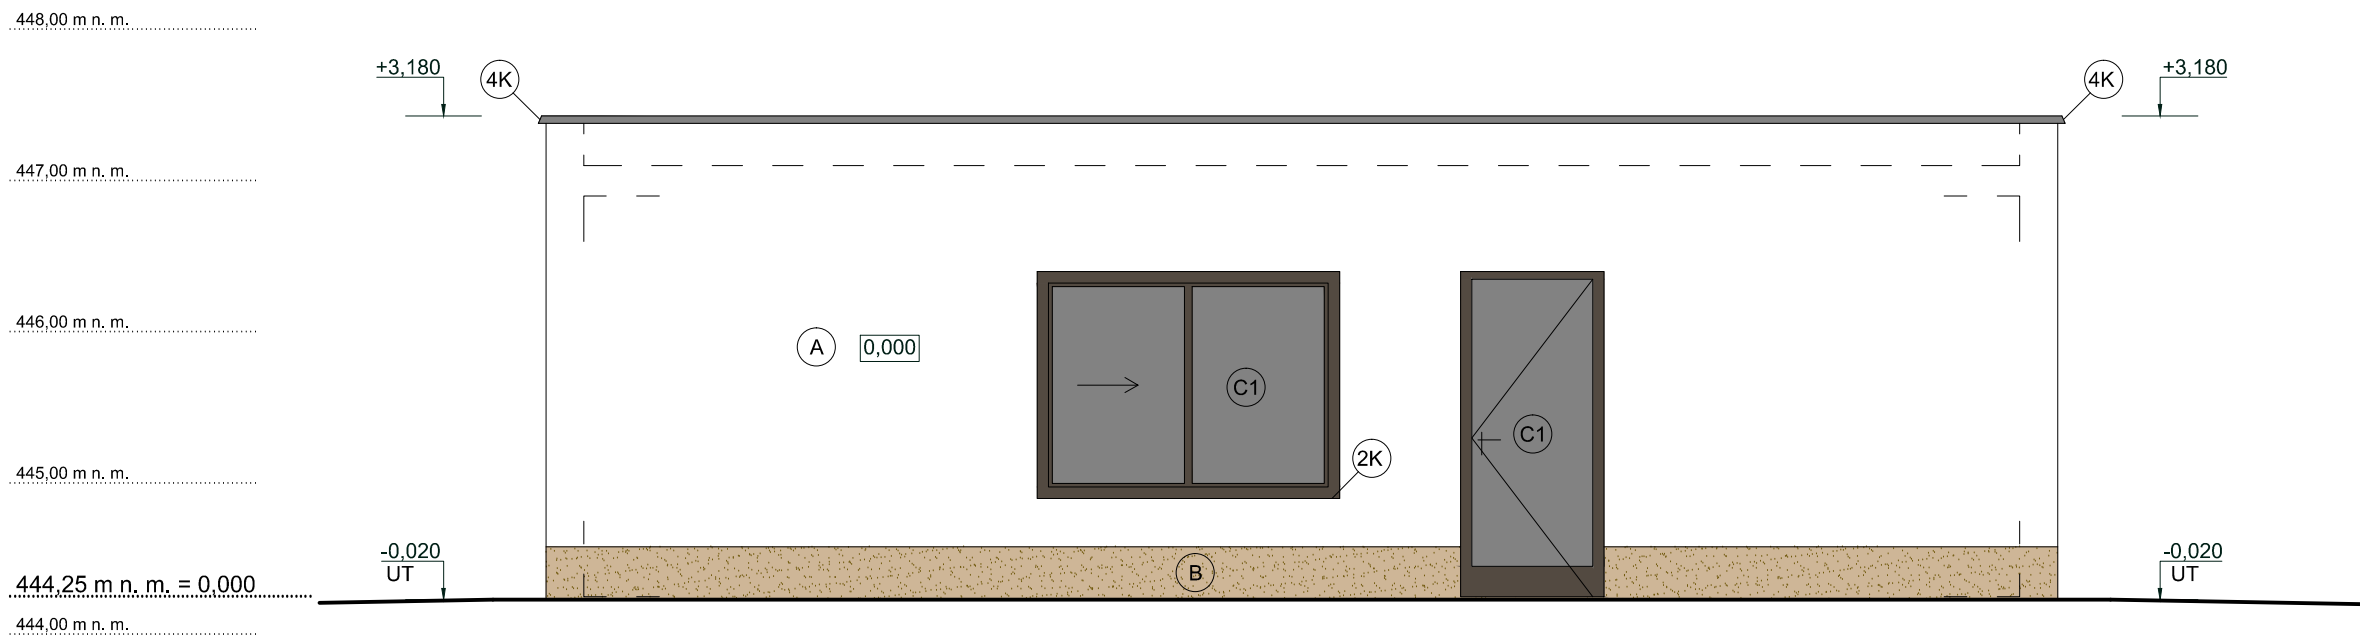 448,00 m n. m.
+3,180
4K
4K
+3,180
447,00 m n. m.
446,00 m n. m.
A
0,000
C1
C1
2K
445,00 m n. m.
-0,020
UT
-0,020
UT
B
444,25 m n. m. = 0,000
444,00 m n. m.